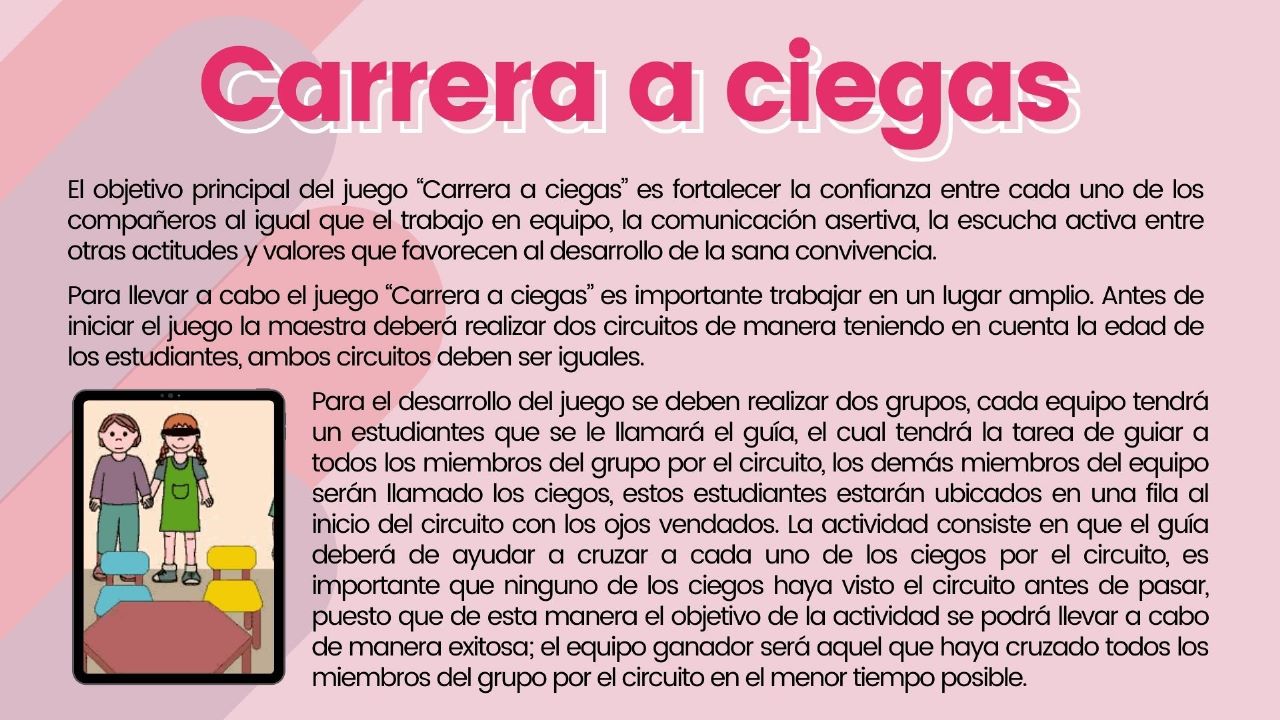 Carrera a ciegas
El objetivo principal del juego “Carrera a ciegas” es fortalecer la confianza entre cada uno de los
compañeros al igual que el trabajo en equipo, la comunicación asertiva, la escucha activa entre
otras actitudes y valores que favorecen al desarrollo de la sana convivencia.
Para llevar a cabo el juego “Carrera a ciegas” es importante trabajar en un lugar amplio. Antes de
iniciar el juego la maestra deberá realizar dos circuitos de manera teniendo en cuenta la edad de
los estudiantes, ambos circuitos deben ser iguales.
Para el desarrollo del juego se deben realizar dos grupos, cada equipo tendrá
un estudiantes que se le llamará el guía, el cual tendrá la tarea de guiar a
todos los miembros del grupo por el circuito, los demás miembros del equipo
serán llamado los ciegos, estos estudiantes estarán ubicados en una fila al
inicio del circuito con los ojos vendados. La actividad consiste en que el guía
deberá de ayudar a cruzar a cada uno de los ciegos por el circuito, es
importante que ninguno de los ciegos haya visto el circuito antes de pasar,
puesto que de esta manera el objetivo de la actividad se podrá llevar a cabo
de manera exitosa; el equipo ganador será aquel que haya cruzado todos los
miembros del grupo por el circuito en el menor tiempo posible.